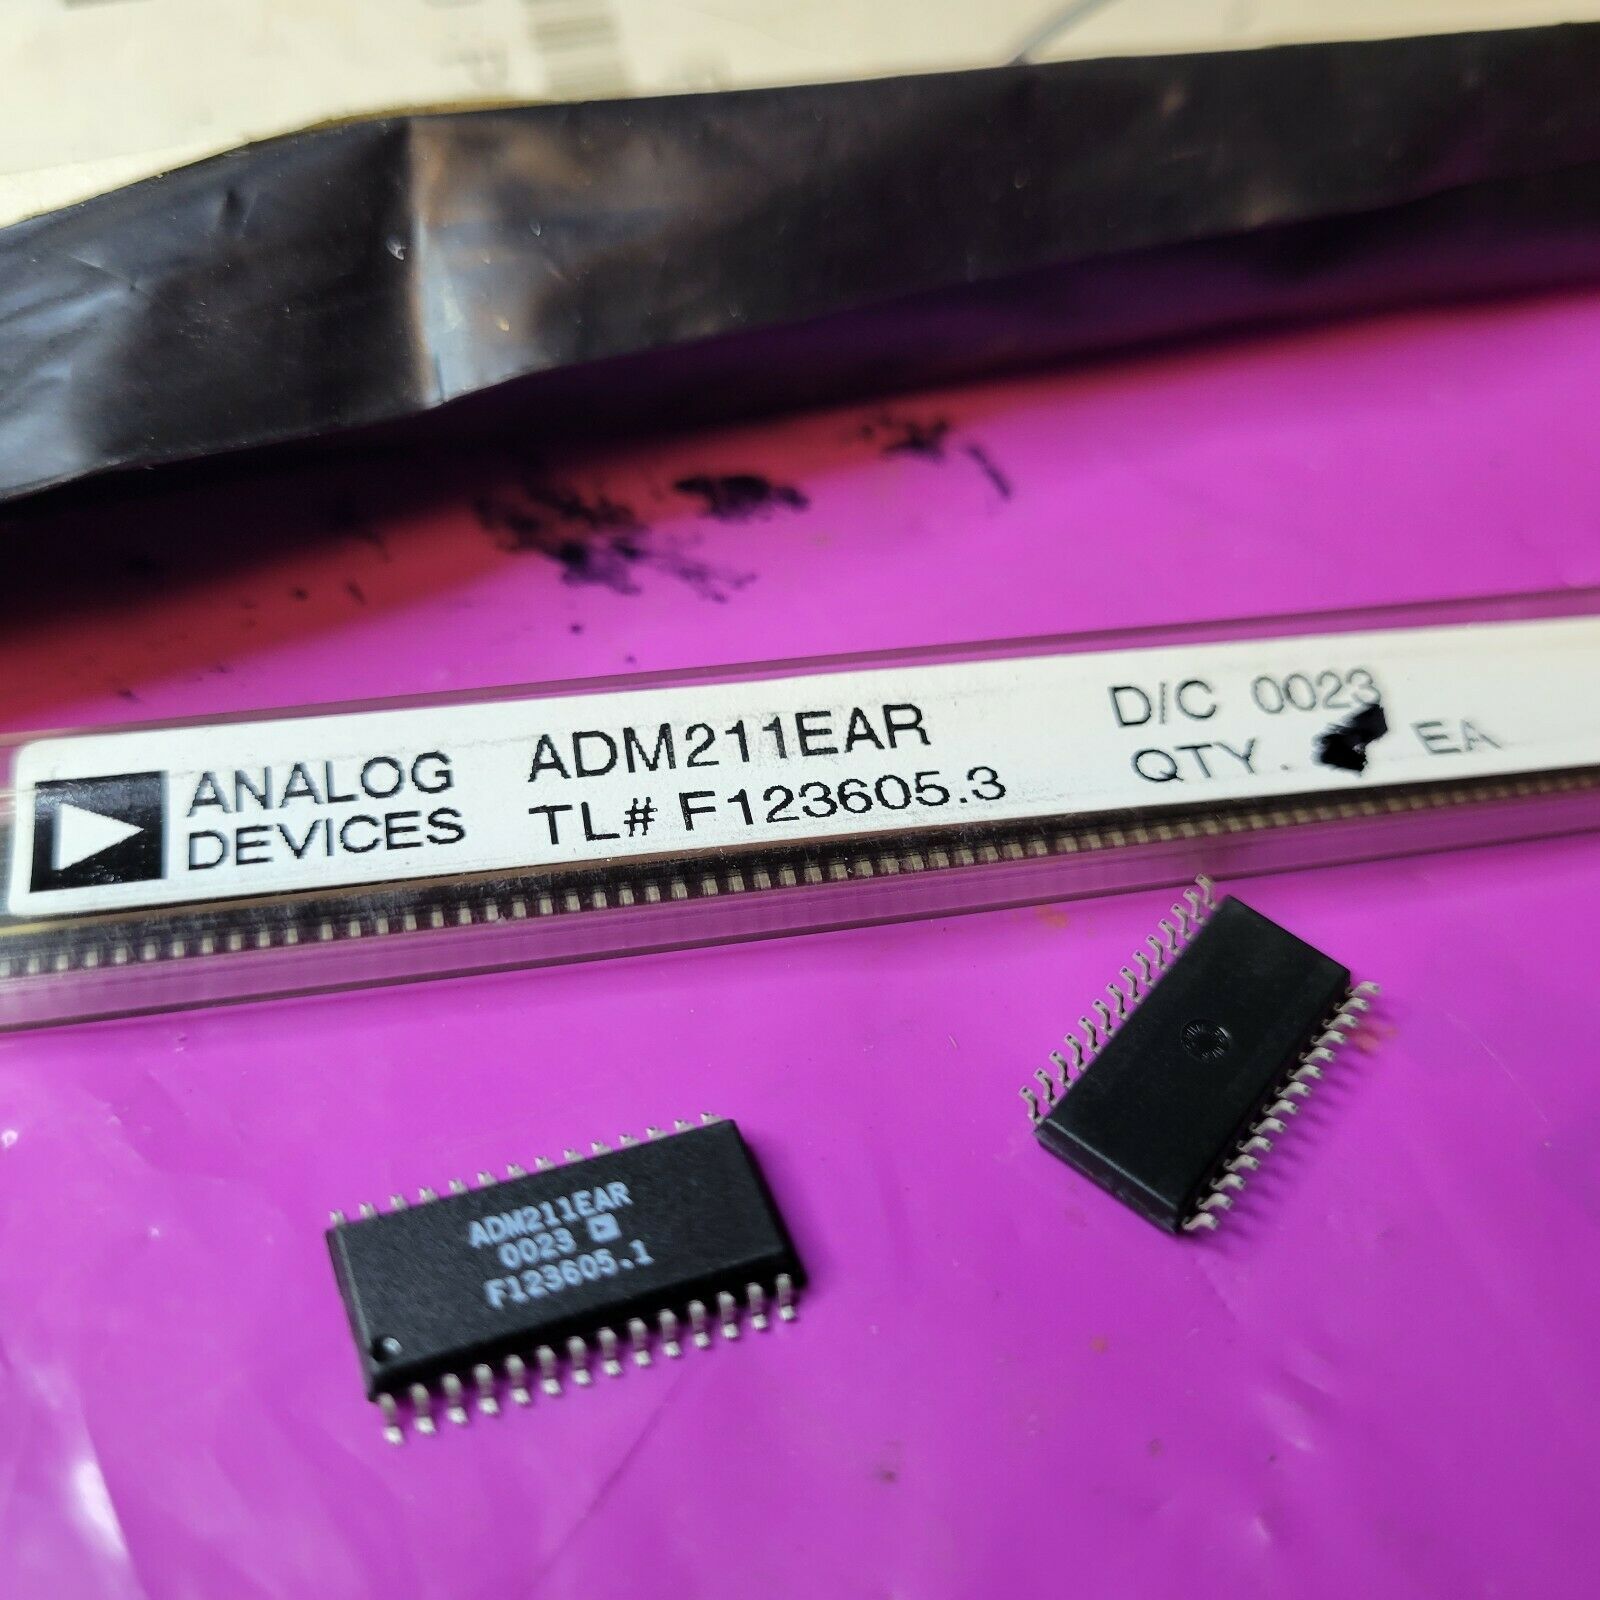 ANALOG
DEVICES
ADM211EAR
TL# F123605.3
D/C 0023
QTY. EA
ADM211EAR
0023
F123605.1